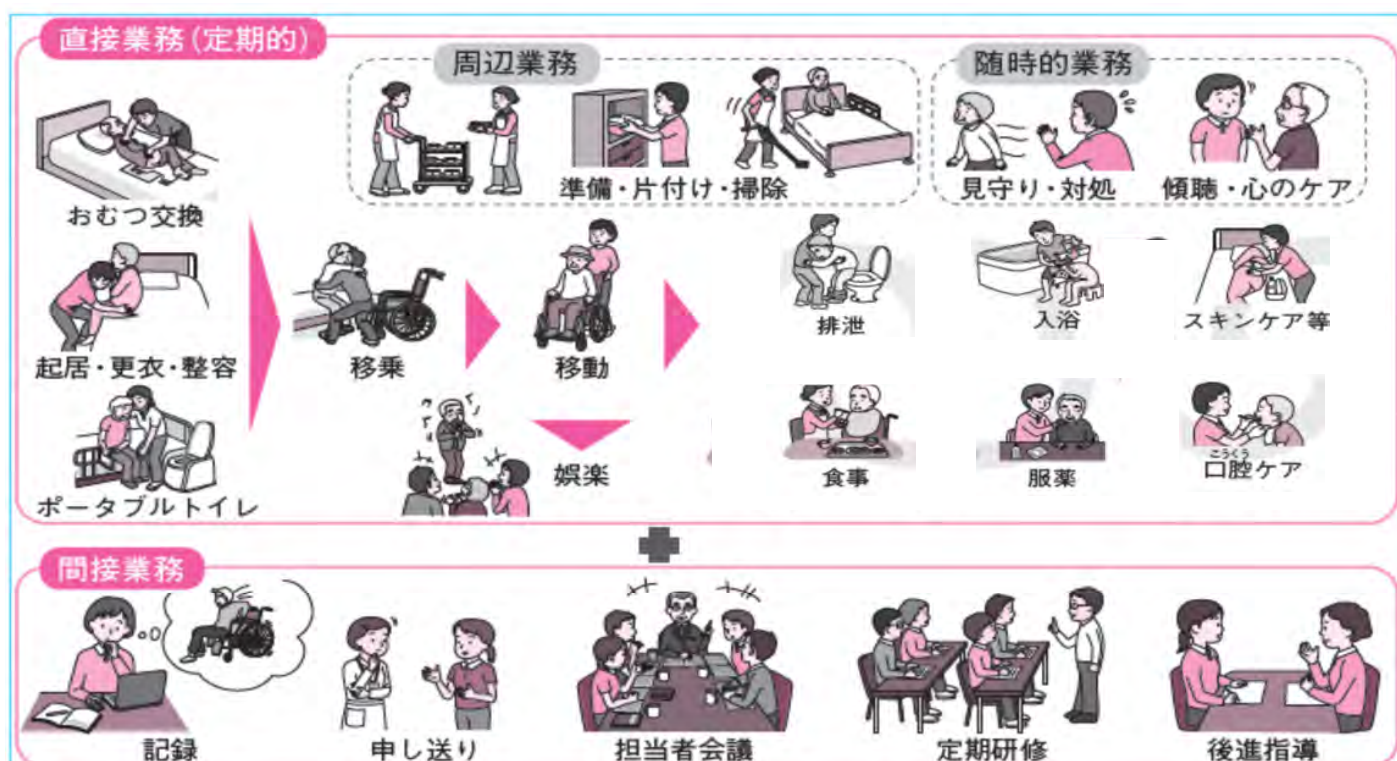 直接業務(定期的)
周辺業務
随時的業務
準備・片付け・掃除
見守り・対処
傾聴・心のケア
おむつ交換
起居・更衣・整容
ポータブルトイレ
移乗
移動
排泄
入浴
スキンケア等
娯楽
食事
服薬
こうくう
口腔ケア
間接業務
記録
申し送り
担当者会議
定期研修
後進指導